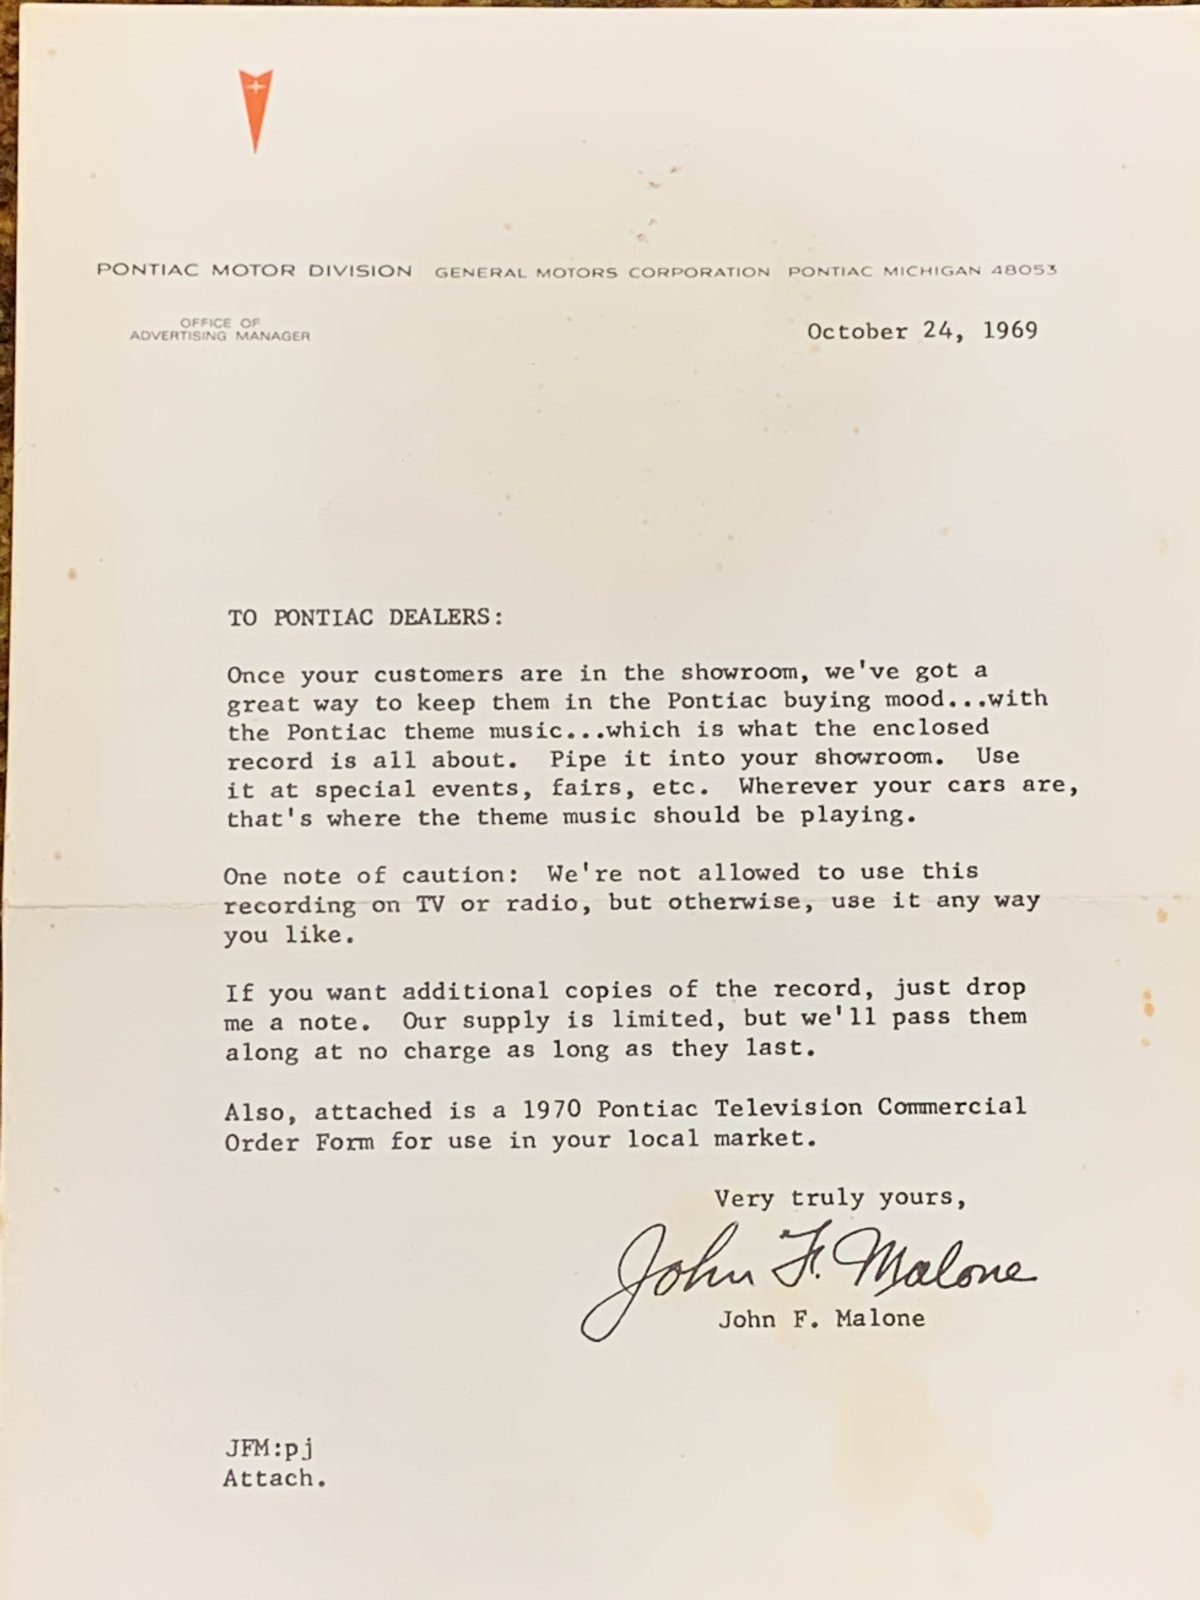 PONTIAC MOTOR DIVISION GENERAL MOTORS CORPORATION PONTIAC MICHIGAN 48053
OFFICE OF
ADVERTISING MANAGER
October 24, 1969
TO PONTIAC DEALERS:
Once your customers are in the showroom, we've got a
great way to keep them in the Pontiac buying mood...with
the Pontiac theme music...which is what the enclosed
record is all about. Pipe it into your showroom. Use
it at special events, fairs, etc. Wherever your cars are,
that's where the theme music should be playing.
One note of caution: We're not allowed to use this
recording on TV or radio, but otherwise, use it any way
you like.
If you want additional copies of the record, just drop
me a note. Our supply is limited, but we'll pass them
along at no charge as long as they last.
Also, attached is a 1970 Pontiac Television Commercial
Order Form for use in your local market.
Very truly yours,
John F. Malone
John F. Malone
JFM:pj
Attach.